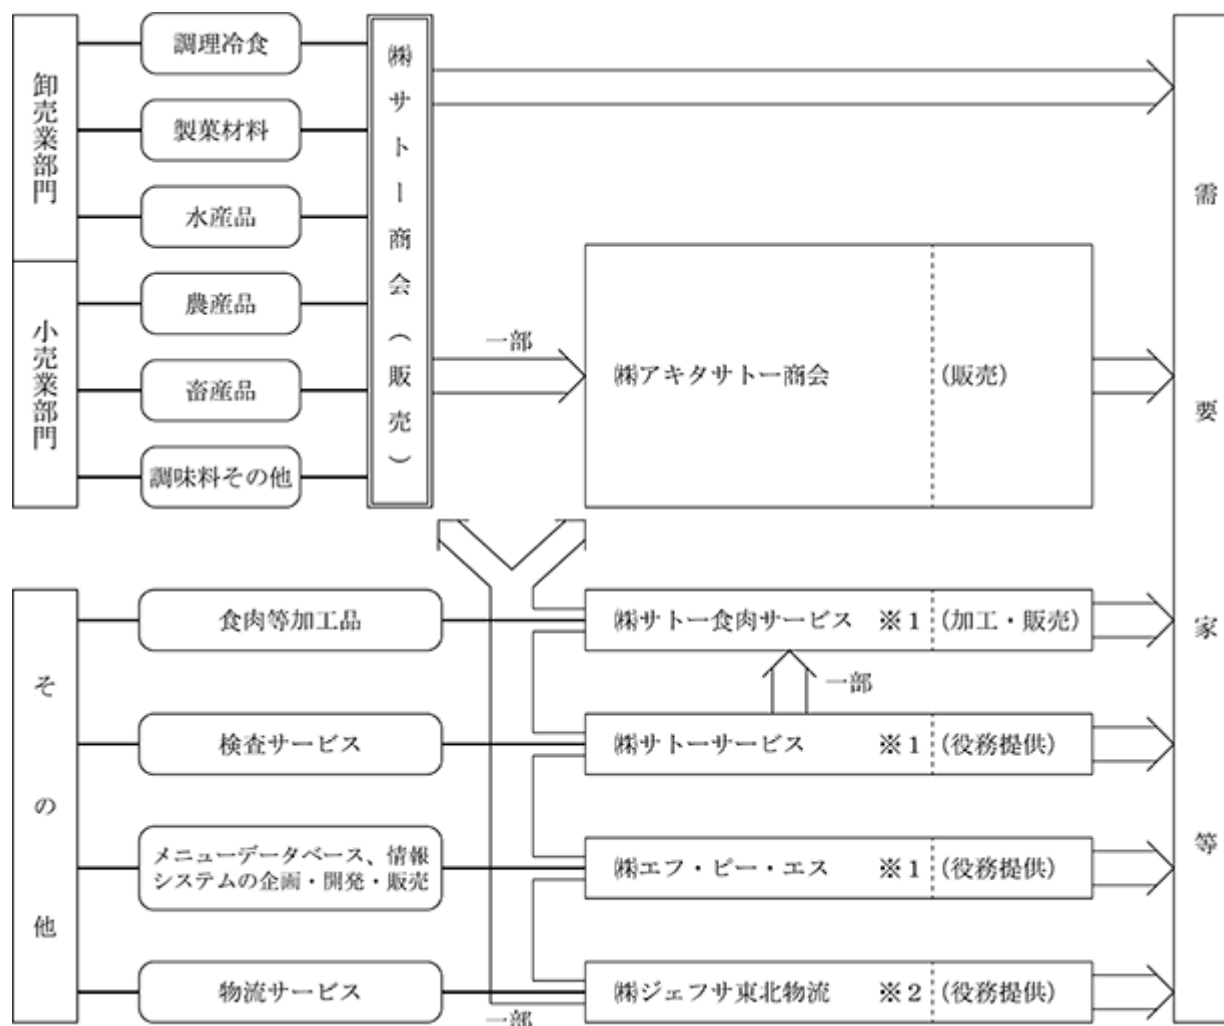 卸売業部門
小売業部門
調理冷食
製菓材料
水産品
農産品
畜産品
調味料その他
㈱サトー商会（販売）
一部
㈱アキタサトー商会
(販売)
需要家等
その他
食肉等加工品
㈱サトー食肉サービス ※1
(加工・販売)
一部
検査サービス
㈱サトーサービス ※1
(役務提供)
メニューデータベース、情報
システムの企画・開発・販売
㈱エフ・ピー・エス ※1
(役務提供)
物流サービス
㈱ジェフサ東北物流 ※2
(役務提供)
一部